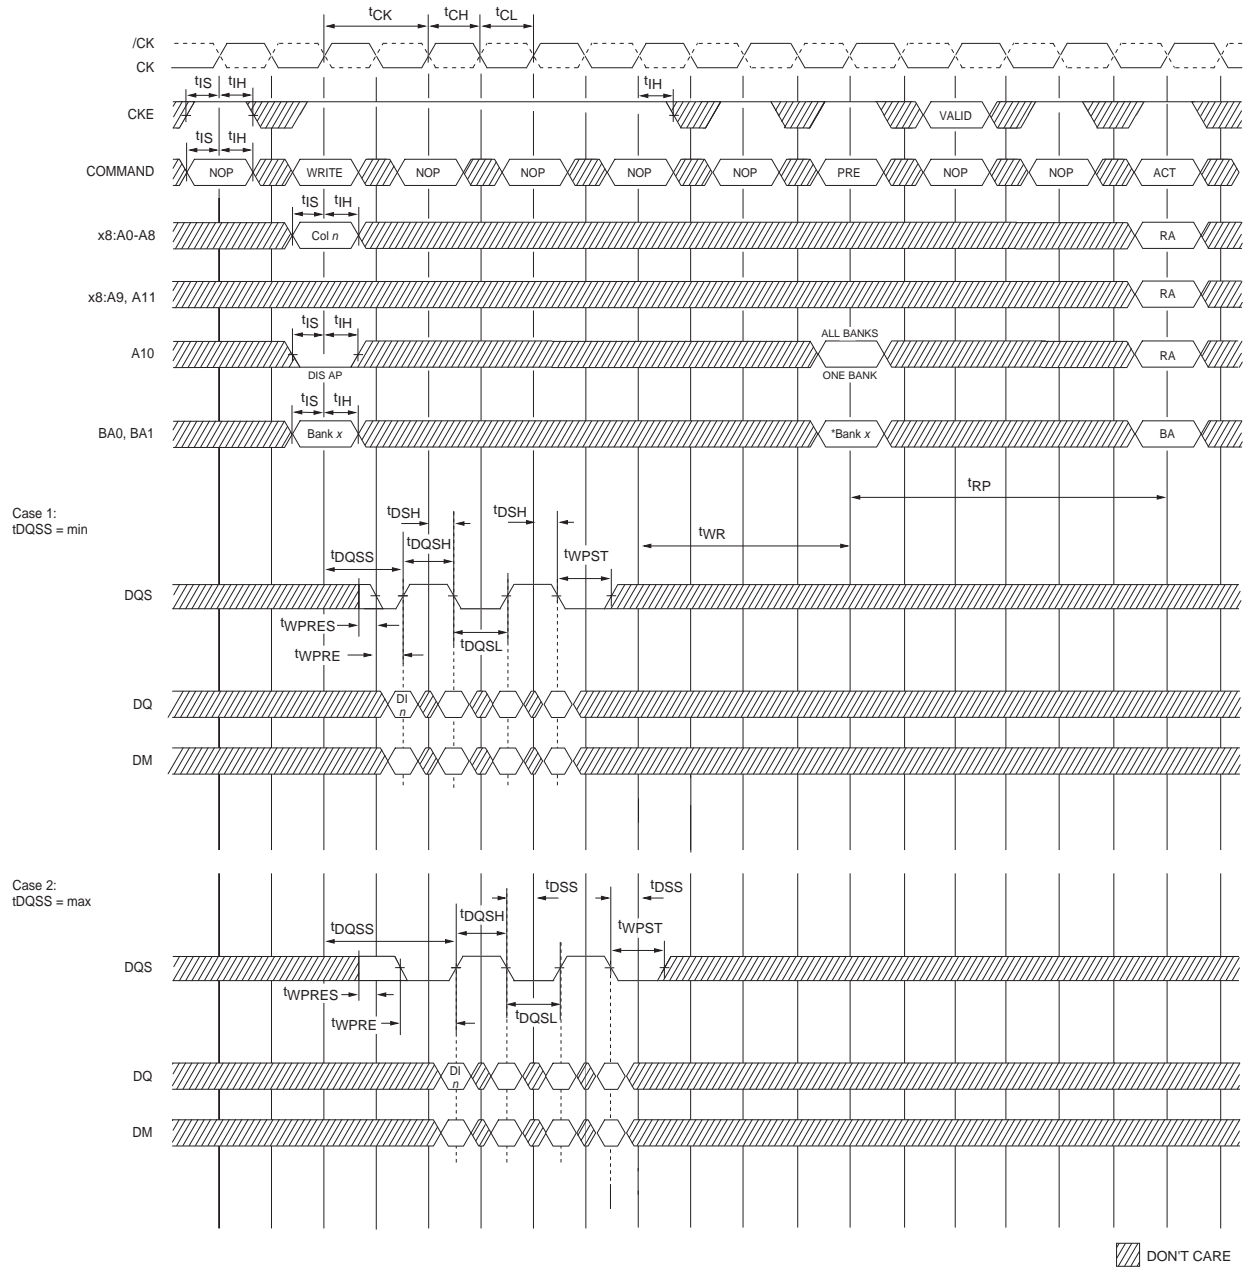 tCK tCH tCL
/CK
CK
tIS tIH tIH
CKE VALID
tIS tIH
COMMAND NOP WRITE NOP NOP NOP NOP PRE NOP NOP ACT
tIS tIH
x8:A0-A8 Col n RA
x8:A9, A11 RA
tIS tIH ALL BANKS
A10 RA
DIS AP ONE BANK
tIS tIH
BA0, BA1 Bank x *Bank x BA
tRP
Case 1:
tDQSS = min
tDSH tDSH
tDQSH tWR
tDQSS tWPST
DQS
tWPRES tDQSL
tWPRE
DQ DI n
DM
Case 2:
tDQSS = max
tDSS tDSS
tDQSH
tDQSS tWPST
DQS
tWPRES
tDQSL
tWPRE
DQ DI n
DM
DON'T CARE